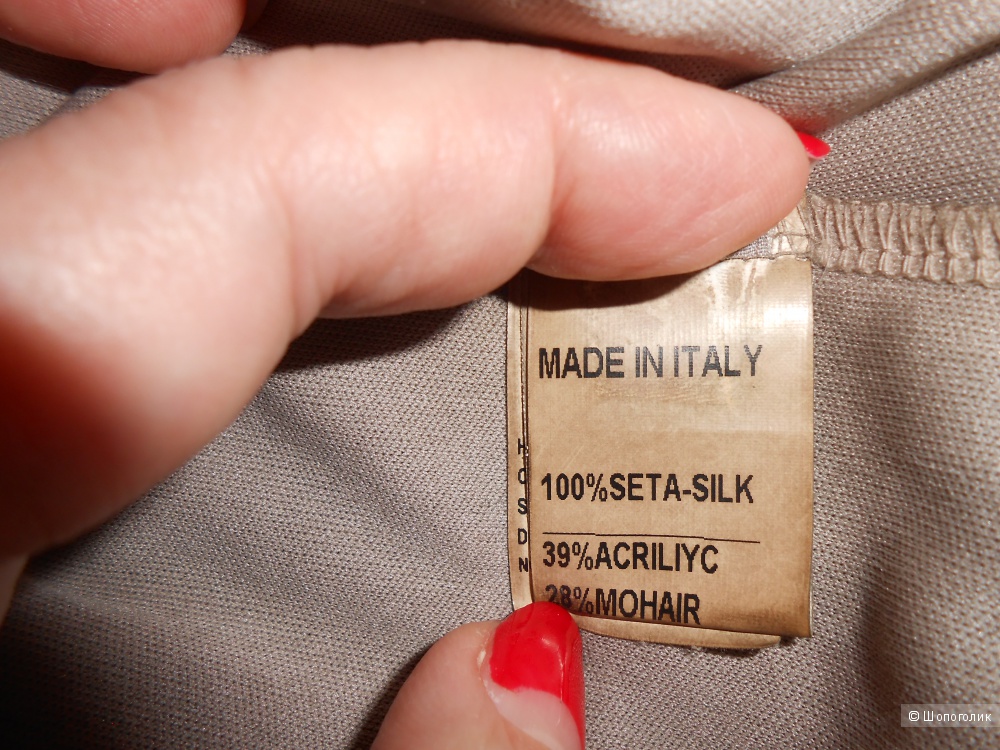 MADE IN ITALY
100%SETA-SILK
39%ACRILIYC
28%MOHAIR
© Шопоголик